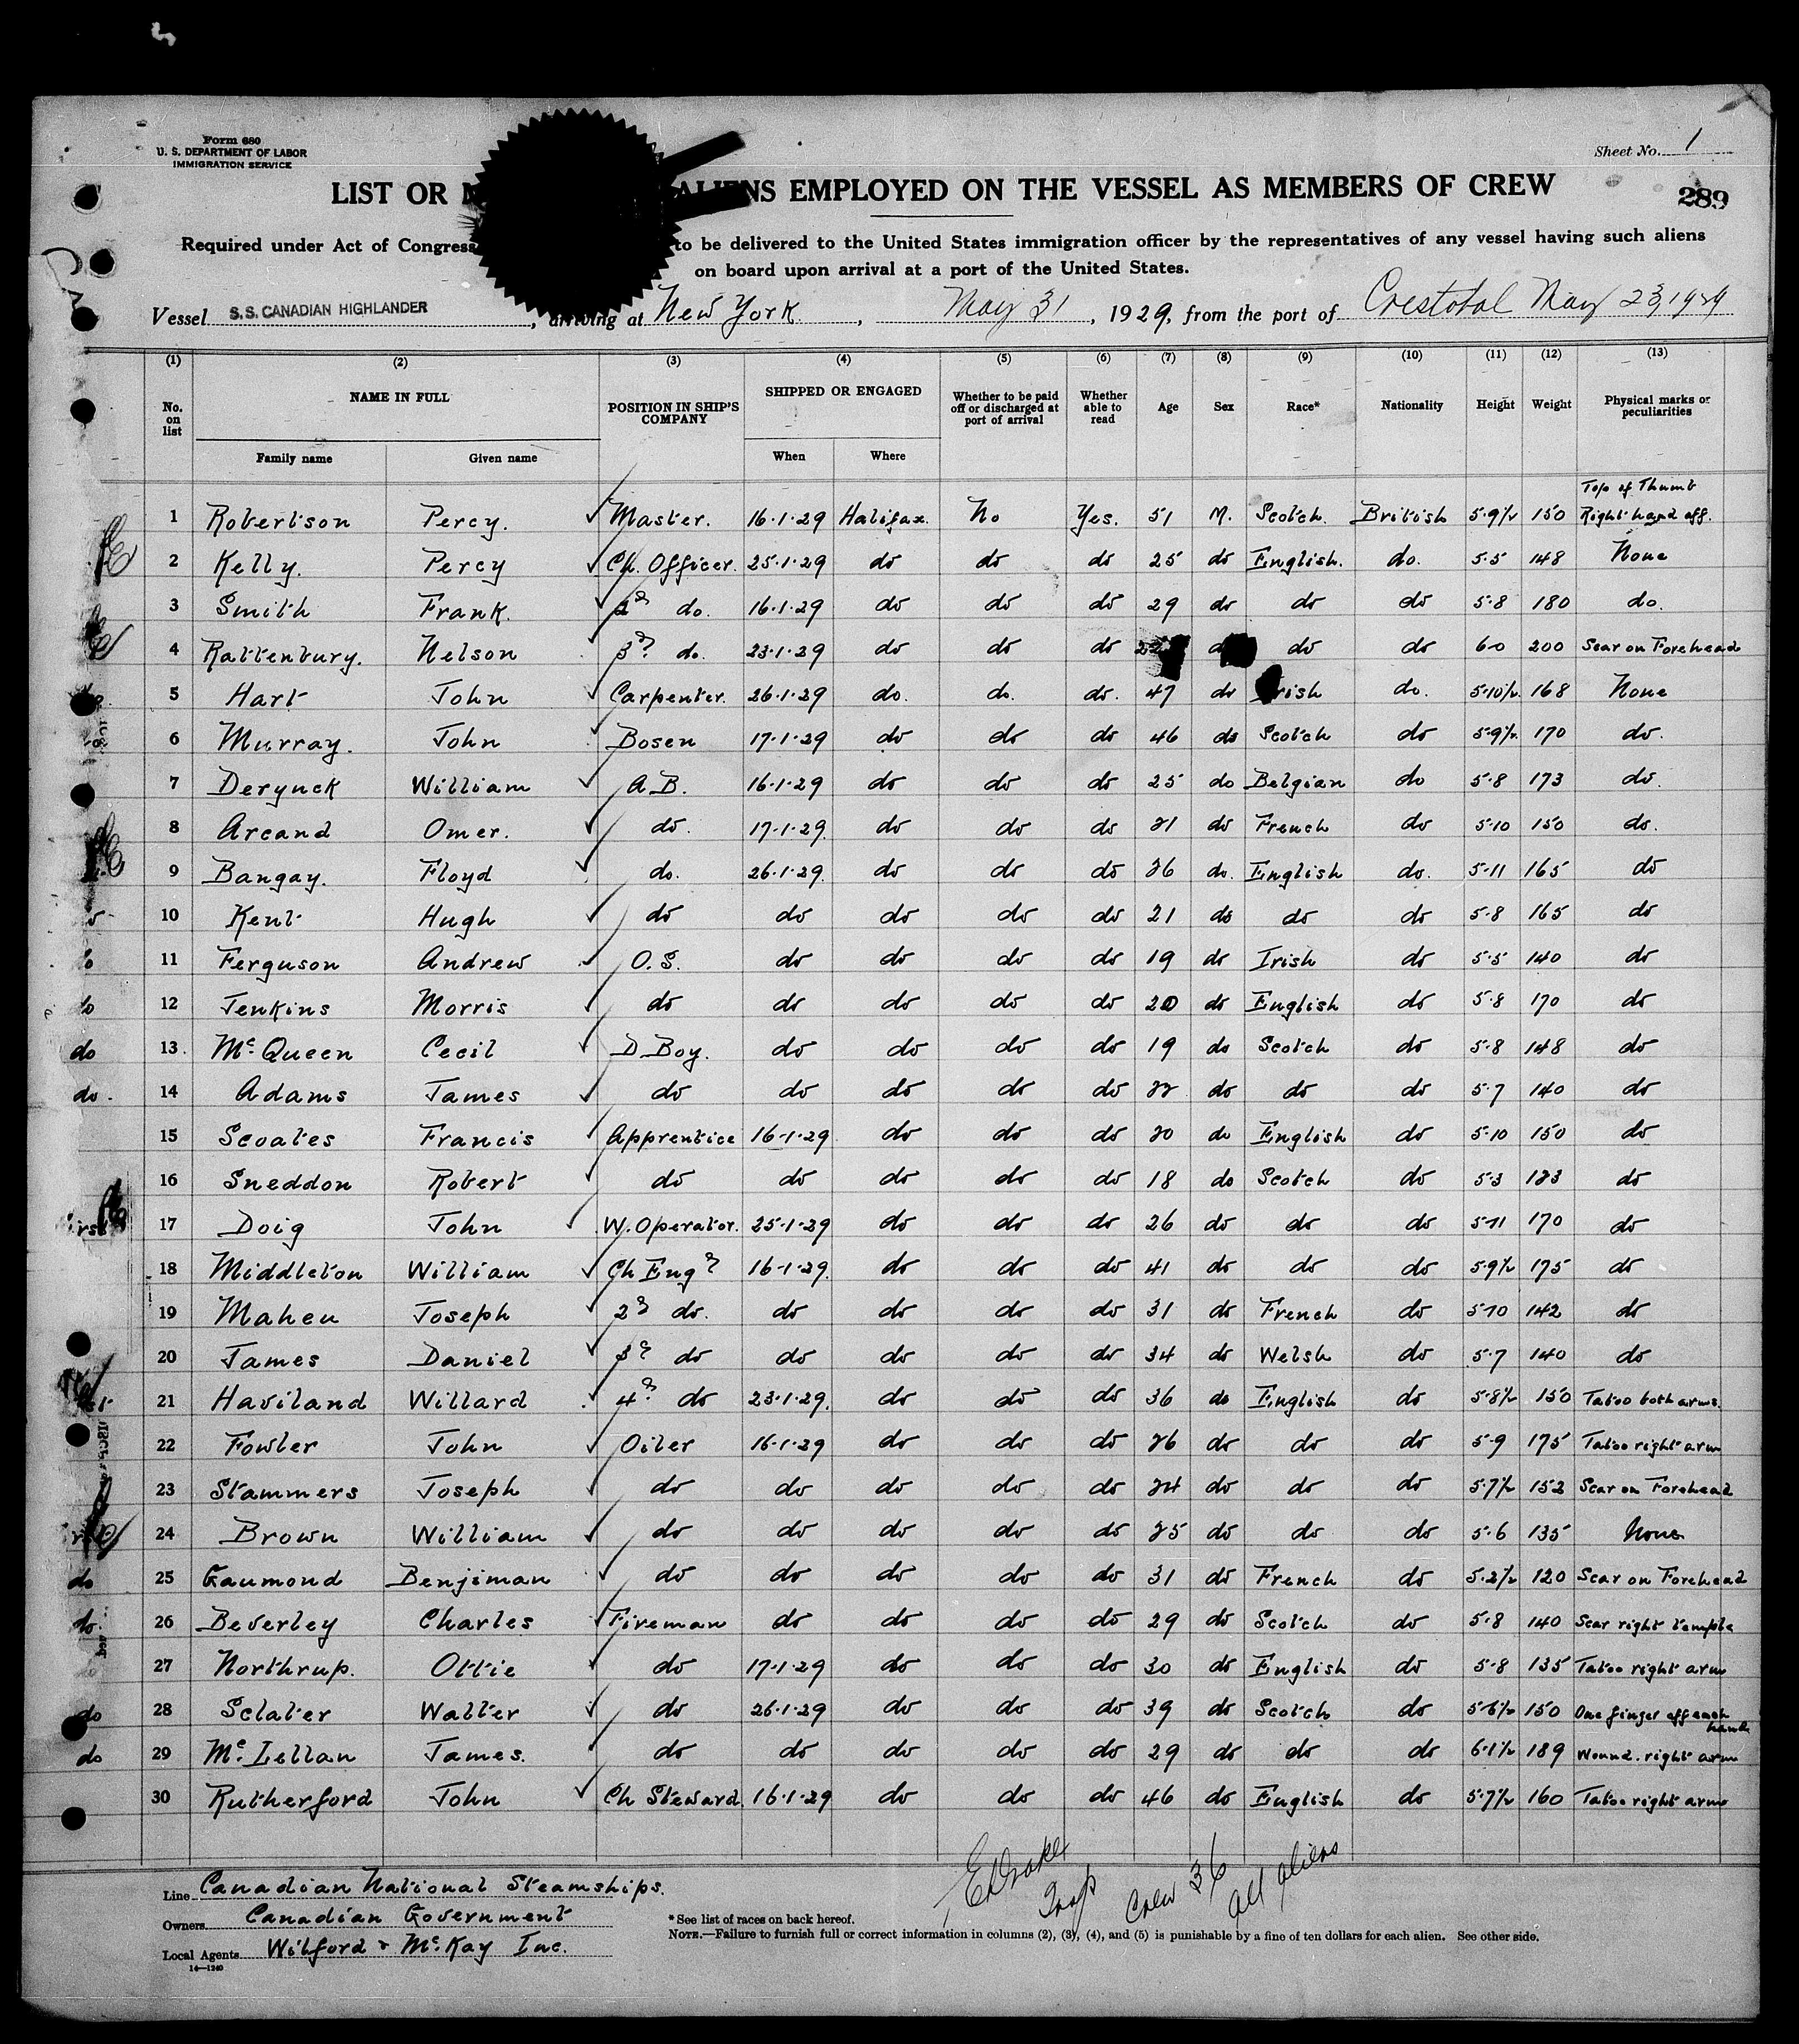 Form 680
U. S. DEPARTMENT OF LABOR
IMMIGRATION SERVICE
Sheet No. 1
LIST OR ALIENS EMPLOYED ON THE VESSEL AS MEMBERS OF CREW
289
Required under Act of Congress to be delivered to the United States immigration officer by the representatives of any vessel having such aliens
on board upon arrival at a port of the United States.
Vessel S.S. CANADIAN HIGHLANDER, arriving at New York, May 31, 1929, from the port of Crestobal May 23, 1929
(1) (2) (3) (4) (5) (6) (7) (8) (9) (10) (11) (12) (13)
No. on list NAME IN FULL POSITION IN SHIP'S COMPANY SHIPPED OR ENGAGED Whether to be paid off or discharged at port of arrival Whether able to read Age Sex Race* Nationality Height Weight Physical marks or peculiarities
Family name Given name When Where
1 Robertson Percy. Master. 16-1-29 Halifax. No Yes. 51 M. Scotch. British 5-9½ 150 Top of Thumb Right hand off.
2 Kelly. Percy Ch. Officer. 25-1-29 do do do 25 do English. do. 5-5 148 None
3 Smith Frank. 2d do. 16-1-29 do do do 29 do do do 5-8 180 do.
4 Rattenbury. Nelson 3d do. 23-1-29 do do do do do do 6-0 200 Scar on Forehead
5 Hart John Carpenter. 26-1-29 do. do. do. 47 do Irish do. 5-10½ 168 None
6 Murray. John Bosen 17-1-29 do do do 46 do Scotch do 5-9½ 170 do.
7 Derynck William A.B. 16-1-29 do do do 25 do Belgian do 5-8 173 do.
8 Arcand Omer. do. 17-1-29. do do do 21 do French do 5-10 150 do.
9 Bangay. Floyd do. 26-1-29. do do do 26 do. English do. 5-11 165 do
10 Kent Hugh do do do do do 21 do do do 5-8 165 do
11 Ferguson Andrew O.S. do do do do 19 do Irish do 5-5 140 do
12 Jenkins Morris do do do do do 20 do English do 5-8 170 do
13. McQueen Cecil D Boy. do do do do 19 do Scotch do 5-8 148 do
14 Adams James do do do do do 22 do do do 5-7 140 do
15 Scoates Francis Apprentice 16-1-29 do do do 20 do English do 5-10 150 do
16 Sneddon Robert do do do do do 18 do Scotch do 5-3 123 do
17 Doig John W. Operator. 25-1-29 do do do 26 do do do 5-11 170 do
18 Middleton William Ch Engr 16-1-29. do do do 41 do do do 5-9½ 175 do
19 Maheu Joseph 2d do. do do do do 31 do French do 5-10 142 do
20 James Daniel 3d do do do do do 34 do Welsh do 5-7 140 do
21 Haviland Willard 4th do 23-1-29. do do do 36 do English do 5-8½ 150 Tatoo both arms.
22 Fowler John Oiler 16-1-29 do do do 26 do do do 5-9 175 Tatoo right arm
23 Stammers Joseph do do do do do 24 do do do 5-7½ 152 Scar on Forehead
24 Brown William do do do do do 25 do do do 5-6 135 None
25 Gaumond Benjiman do do do do do 31 do French do 5-2½ 120 Scar on Forehead
26 Beverley Charles Fireman do do do do 29 do Scotch do 5-8 140 Scar right temple
27 Northrup. Ottie do 17-1-29 do do do 30 do English do 5-8 135 Tatoo right arm
28 Sclater Walter do 26-1-29 do do do 39 do Scotch do 5-6½ 150 One finger off each hand
29 McLellan James. do do do do do 29 do do do 6-1½ 189 Wound. right arm
30 Rutherford John Ch Steward. 16-1-29 do do do 46 do English do 5-7½ 160 Tatoo right arm
Line Canadian National Steamships.
Owners Canadian Government
Local Agents Wilford & McKay Inc.
14—1240
Crew 36 all aliens
*See list of races on back hereof.
NOTE.—Failure to furnish full or correct information in columns (2), (3), (4), and (5) is punishable by a fine of ten dollars for each alien. See other side.